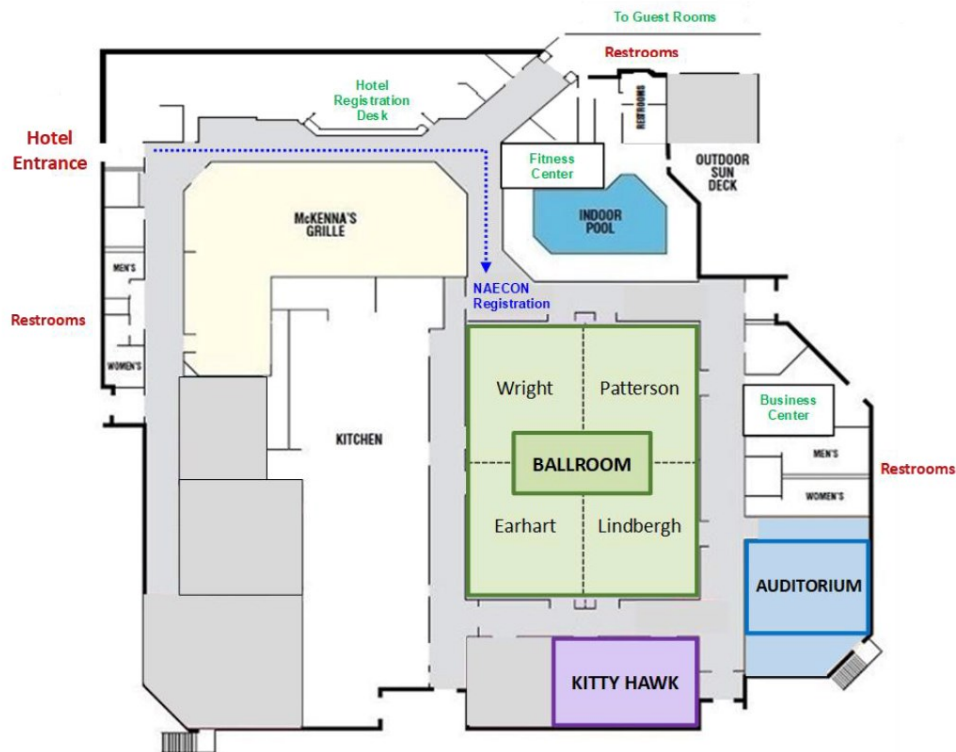 To Guest Rooms
Restrooms
Hotel
Registration
Desk
RESTROOMS
Hotel
Entrance
Fitness
Center
OUTDOOR
SUN
DECK
McKENNA'S
GRILLE
INDOOR
POOL
MEN'S
NAECON
Registration
Restrooms
WOMEN'S
Wright
Patterson
Business
Center
KITCHEN
BALLROOM
MEN'S
Restrooms
WOMEN'S
Earhart
Lindbergh
AUDITORIUM
KITTY HAWK